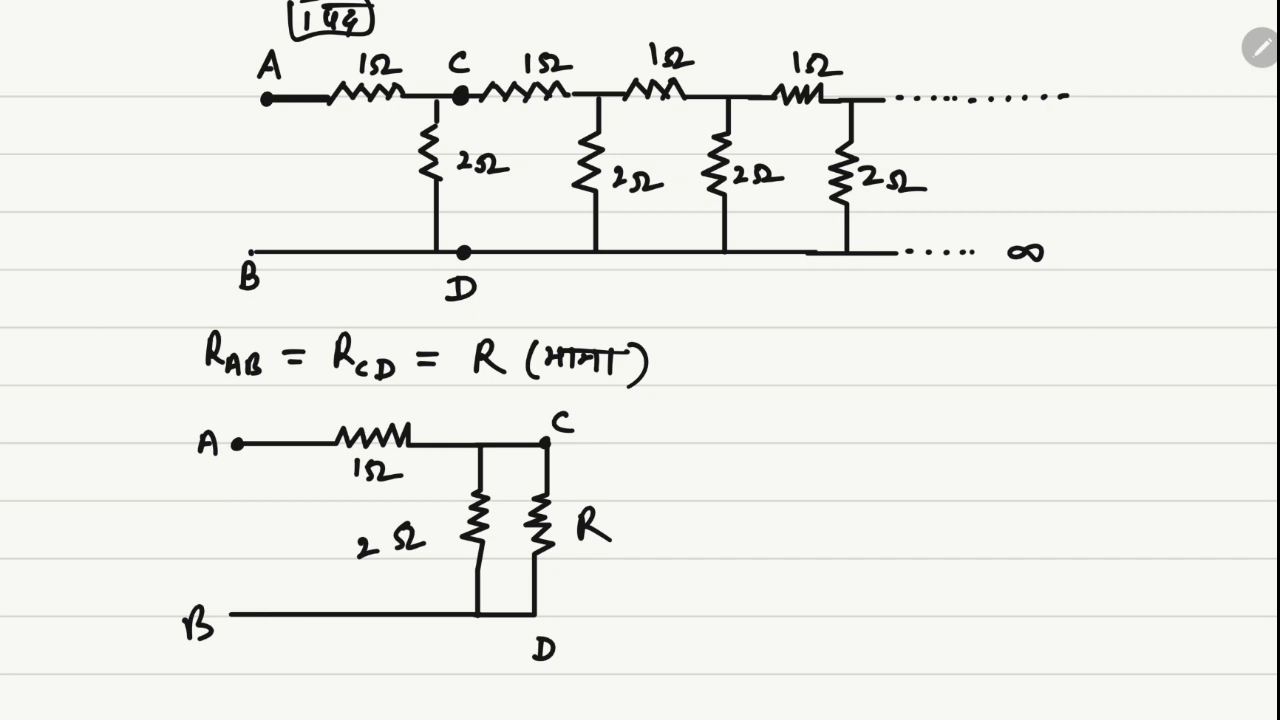 A 1Ω C 1Ω 1Ω 1Ω
2Ω 2Ω 2Ω 2Ω
B D ∞
R_AB = R_CD = R (माना)
A 1Ω C
2Ω R
B D